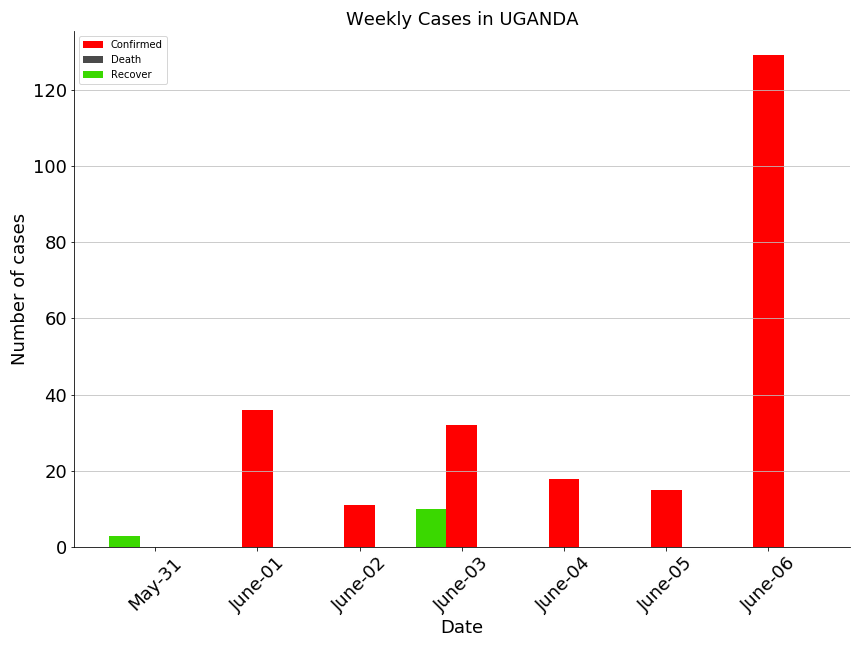 Weekly Cases in UGANDA
Confirmed
Death
Recover
Number of cases
120
100
80
60
40
20
0
May-31
June-01
June-02
June-03
June-04
June-05
June-06
Date